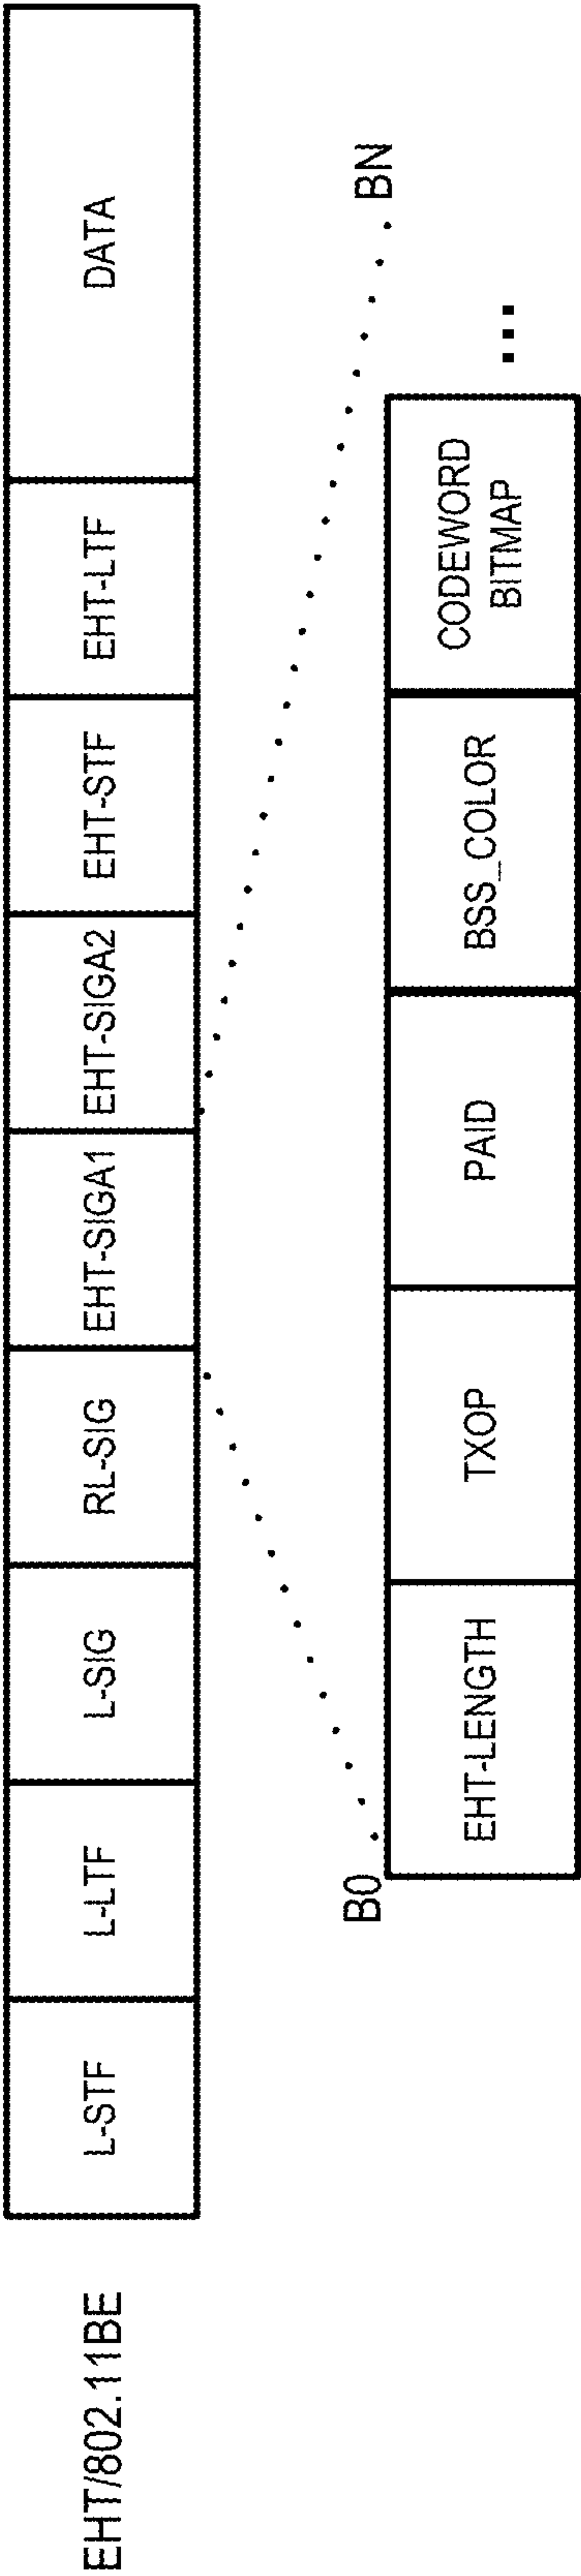 EHT/802.11BE
L-STF
L-LTF
L-SIG
RL-SIG
EHT-SIGA1
EHT-SIGA2
EHT-STF
EHT-LTF
DATA
B0
BN
EHT-LENGTH
TXOP
PAID
BSS_COLOR
CODEWORD
BITMAP
...